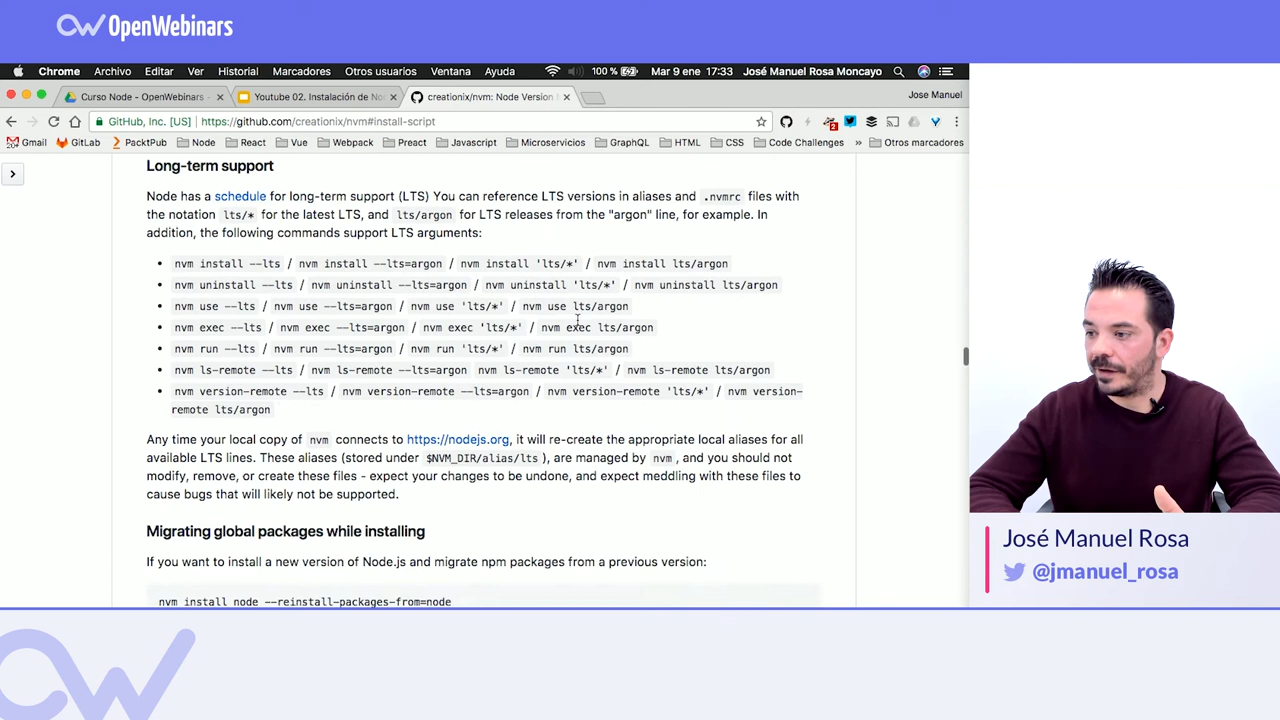 OpenWebinars
Chrome Archivo Editar Ver Historial Marcadores Otros usuarios Ventana Ayuda 100 % Mar 9 ene 17:33 José Manuel Rosa Moncayo
Curso Node - OpenWebinars - × Youtube 02. Instalación de No × creationix/nvm: Node Version × Jose Manuel
GitHub, Inc. [US] https://github.com/creationix/nvm#install-script 2
Gmail GitLab PacktPub Node React Vue Webpack Preact Javascript Microservicios GraphQL HTML CSS Code Challenges » Otros marcadores
Long-term support
Node has a schedule for long-term support (LTS) You can reference LTS versions in aliases and .nvmrc files with
the notation lts/* for the latest LTS, and lts/argon for LTS releases from the "argon" line, for example. In
addition, the following commands support LTS arguments:
• nvm install --lts / nvm install --lts=argon / nvm install 'lts/*' / nvm install lts/argon
• nvm uninstall --lts / nvm uninstall --lts=argon / nvm uninstall 'lts/*' / nvm uninstall lts/argon
• nvm use --lts / nvm use --lts=argon / nvm use 'lts/*' / nvm use lts/argon
• nvm exec --lts / nvm exec --lts=argon / nvm exec 'lts/*' / nvm exec lts/argon
• nvm run --lts / nvm run --lts=argon / nvm run 'lts/*' / nvm run lts/argon
• nvm ls-remote --lts / nvm ls-remote --lts=argon nvm ls-remote 'lts/*' / nvm ls-remote lts/argon
• nvm version-remote --lts / nvm version-remote --lts=argon / nvm version-remote 'lts/*' / nvm version-
remote lts/argon
Any time your local copy of nvm connects to https://nodejs.org, it will re-create the appropriate local aliases for all
available LTS lines. These aliases (stored under $NVM_DIR/alias/lts ), are managed by nvm, and you should not
modify, remove, or create these files - expect your changes to be undone, and expect meddling with these files to
cause bugs that will likely not be supported.
Migrating global packages while installing
If you want to install a new version of Node.js and migrate npm packages from a previous version:
nvm install node --reinstall-packages-from=node
José Manuel Rosa
@jmanuel_rosa